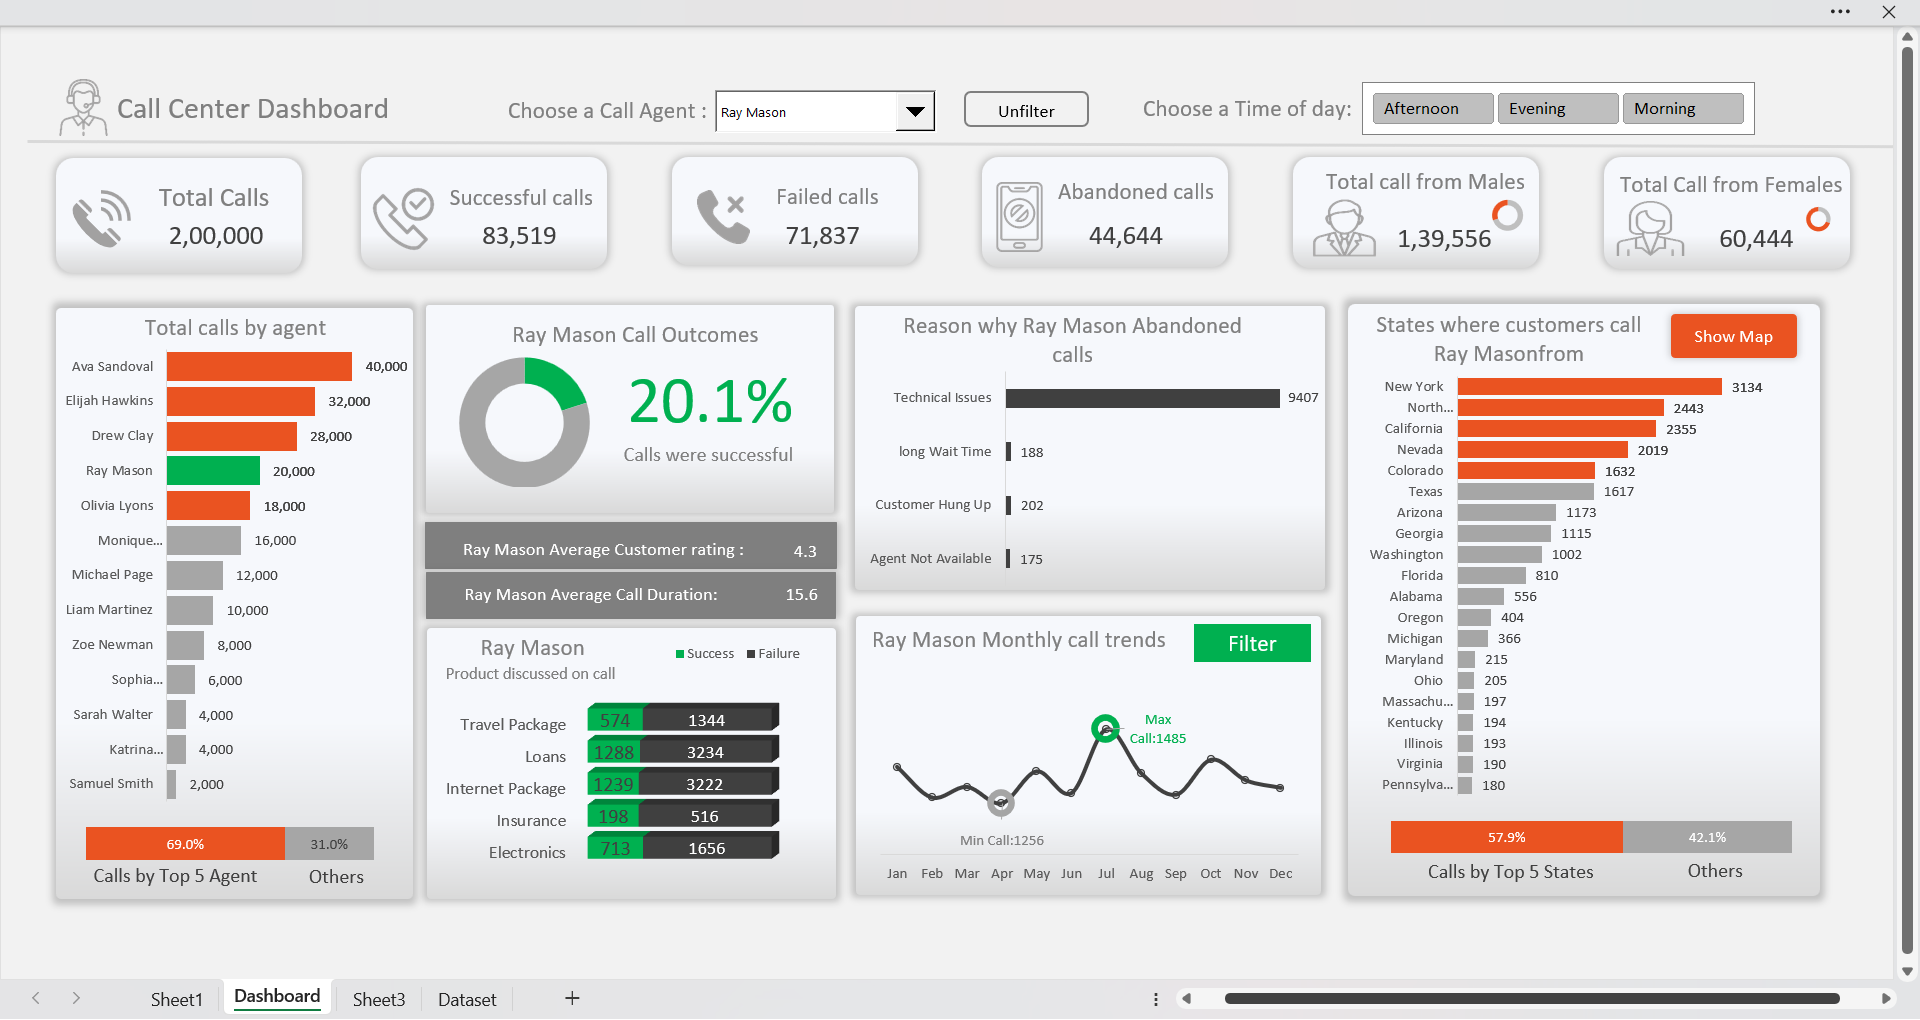 Call Center Dashboard
Choose a Call Agent :
Ray Mason
Unfilter
Choose a Time of day:
Afternoon
Evening
Morning
Total Calls
2,00,000
Successful calls
83,519
Failed calls
71,837
Abandoned calls
44,644
Total call from Males
1,39,556
Total Call from Females
60,444
Total calls by agent
Ava Sandoval 40,000
Elijah Hawkins 32,000
Drew Clay 28,000
Ray Mason 20,000
Olivia Lyons 18,000
Monique... 16,000
Michael Page 12,000
Liam Martinez 10,000
Zoe Newman 8,000
Sophia... 6,000
Sarah Walter 4,000
Katrina... 4,000
Samuel Smith 2,000
69.0% 31.0%
Calls by Top 5 Agent Others
Ray Mason Call Outcomes
20.1%
Calls were successful
Ray Mason Average Customer rating : 4.3
Ray Mason Average Call Duration: 15.6
Ray Mason
Product discussed on call
Success Failure
Travel Package 574 1344
Loans 1288 3234
Internet Package 1239 3222
Insurance 198 516
Electronics 713 1656
Reason why Ray Mason Abandoned
calls
Technical Issues 9407
long Wait Time 188
Customer Hung Up 202
Agent Not Available 175
Ray Mason Monthly call trends
Filter
Max
Call:1485
Min Call:1256
Jan Feb Mar Apr May Jun Jul Aug Sep Oct Nov Dec
States where customers call
Ray Masonfrom
Show Map
New York 3134
North... 2443
California 2355
Nevada 2019
Colorado 1632
Texas 1617
Arizona 1173
Georgia 1115
Washington 1002
Florida 810
Alabama 556
Oregon 404
Michigan 366
Maryland 215
Ohio 205
Massachu... 197
Kentucky 194
Illinois 193
Virginia 190
Pennsylva... 180
57.9% 42.1%
Calls by Top 5 States Others
Sheet1 Dashboard Sheet3 Dataset